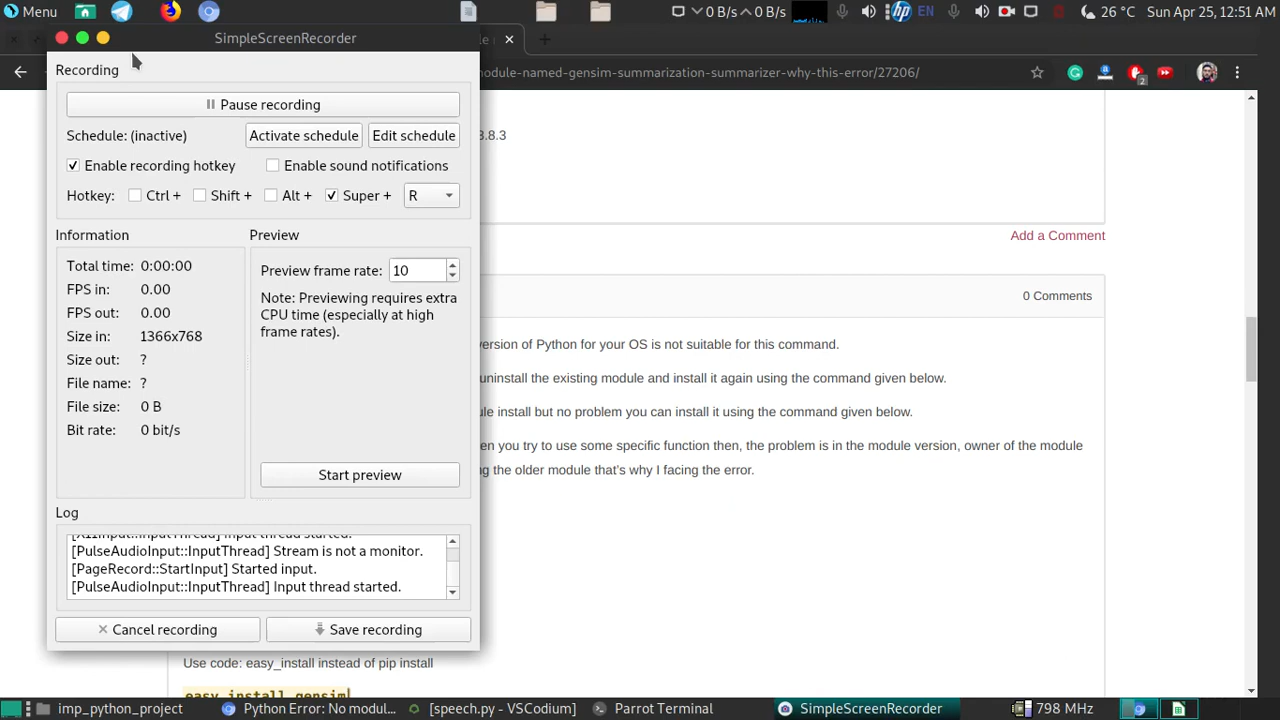 Menu
0 B/s 0 B/s
EN
26 °C
Sun Apr 25, 12:51 AM
SimpleScreenRecorder
Recording
Pause recording
Schedule: (inactive) Activate schedule Edit schedule
Enable recording hotkey Enable sound notifications
Hotkey: Ctrl + Shift + Alt + Super + R
Information
Total time: 0:00:00
FPS in: 0.00
FPS out: 0.00
Size in: 1366x768
Size out: ?
File name: ?
File size: 0 B
Bit rate: 0 bit/s
Preview
Preview frame rate: 10
Note: Previewing requires extra
CPU time (especially at high
frame rates).
Start preview
Log
[PulseAudioInput::InputThread] Stream is not a monitor.
[PageRecord::StartInput] Started input.
[PulseAudioInput::InputThread] Input thread started.
Cancel recording Save recording
module-named-gensim-summarization-summarizer-why-this-error/27206/
2
3.8.3
Add a Comment
0 Comments
version of Python for your OS is not suitable for this command.
uninstall the existing module and install it again using the command given below.
ule install but no problem you can install it using the command given below.
en you try to use some specific function then, the problem is in the module version, owner of the module
g the older module that's why I facing the error.
Use code: easy_install instead of pip install
easy_install gensim
imp_python_project
Python Error: No modul...
[speech.py - VSCodium]
Parrot Terminal
SimpleScreenRecorder
798 MHz